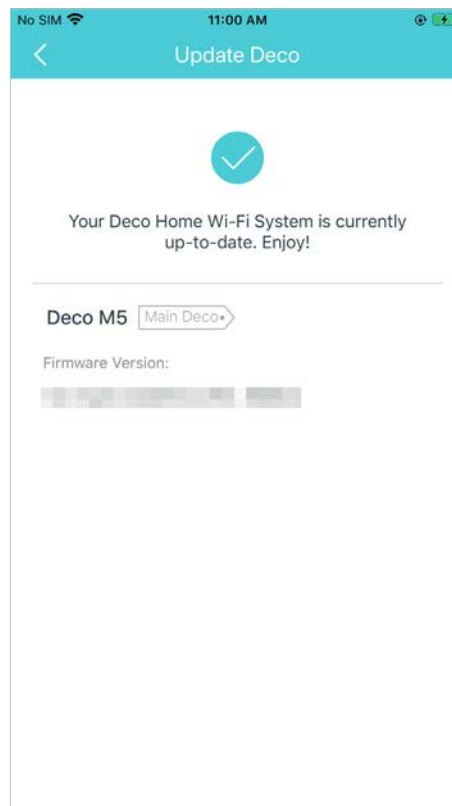 No SIM 11:00 AM
Update Deco
Your Deco Home Wi-Fi System is currently
up-to-date. Enjoy!
Deco M5 Main Deco
Firmware Version: